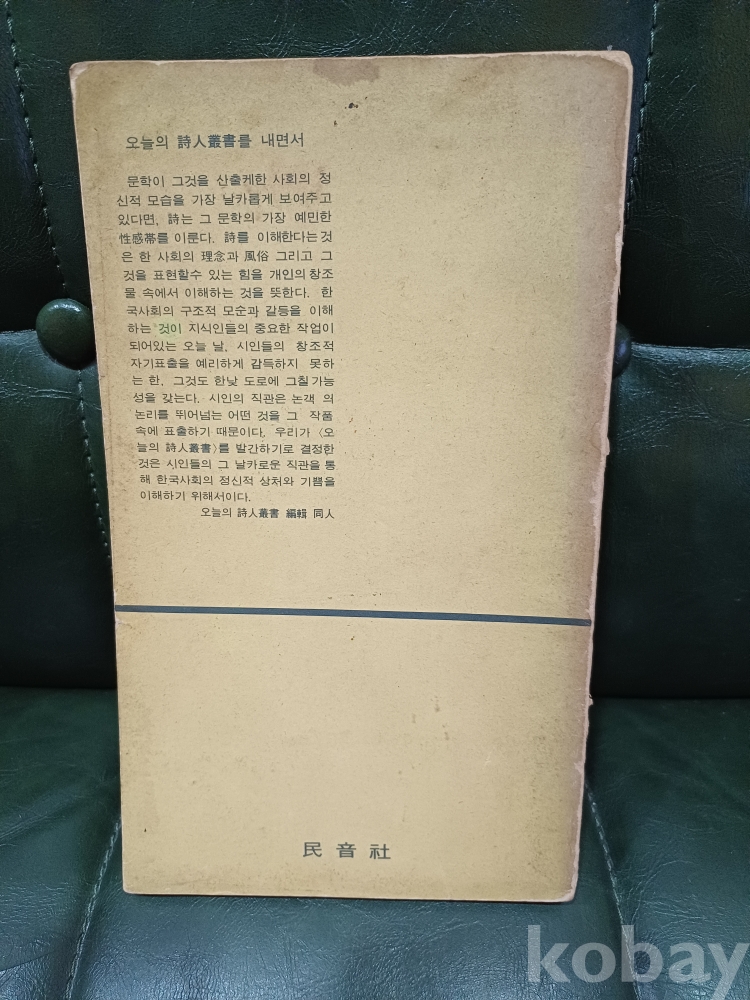 오늘의 詩人叢書를 내면서
문학이 그것을 산출케한 사회의 정
신적 모습을 가장 날카롭게 보여주고
있다면, 詩는 그 문학의 가장 예민한
性感帶를 이룬다. 詩를 이해한다는것
은 한 사회의 理念과 風俗 그리고 그
것을 표현할수 있는 힘을 개인의 창조
물 속에서 이해하는 것을 뜻한다. 한
국사회의 구조적 모순과 갈등을 이해
하는 것이 지식인들의 중요한 작업이
되어있는 오늘 날, 시인들의 창조적
자기표출을 예리하게 감득하지 못하
는 한, 그것도 한낮 도로에 그칠 가능
성을 갖는다. 시인의 직관은 논객 의
논리를 뛰어넘는 어떤 것을 그 작품
속에 표출하기 때문이다. 우리가 〈오
늘의 詩人叢書〉를 발간하기로 결정한
것은 시인들의 그 날카로운 직관을 통
해 한국사회의 정신적 상처와 기쁨을
이해하기 위해서이다.
오늘의 詩人叢書 編輯 同人
民音社
kobay